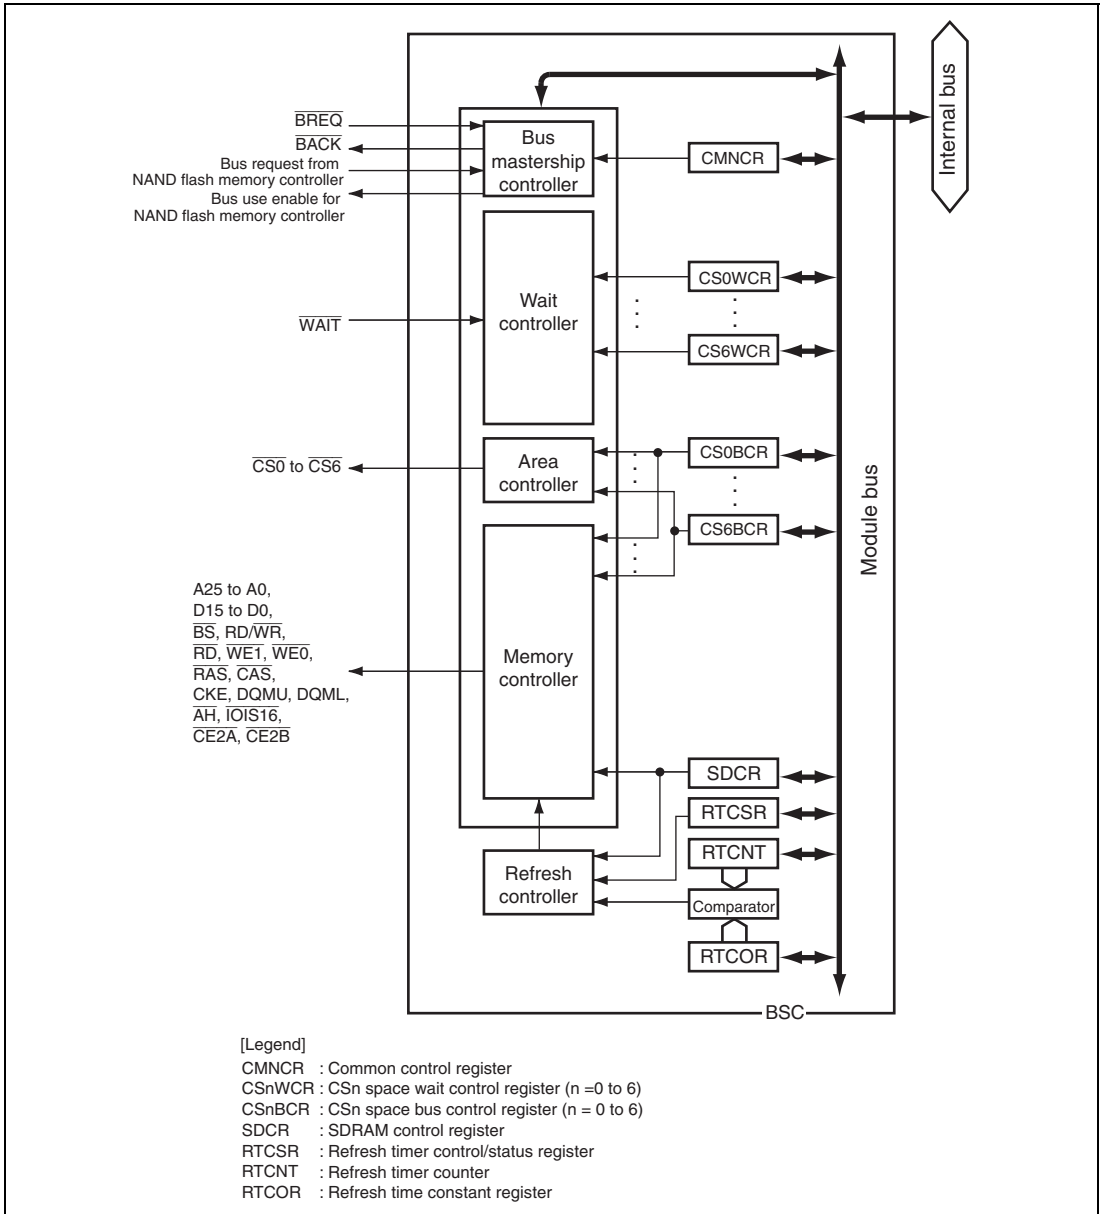 BREQ
BACK
Bus request from
NAND flash memory controller
Bus use enable for
NAND flash memory controller
WAIT
CS0 to CS6
A25 to A0,
D15 to D0,
BS, RD/WR,
RD, WE1, WE0,
RAS, CAS,
CKE, DQMU, DQML,
AH, IOIS16,
CE2A, CE2B
Bus
mastership
controller
Wait
controller
Area
controller
Memory
controller
Refresh
controller
CMNCR
CS0WCR
CS6WCR
CS0BCR
CS6BCR
SDCR
RTCSR
RTCNT
Comparator
RTCOR
Module bus
Internal bus
BSC
[Legend]
CMNCR : Common control register
CSnWCR : CSn space wait control register (n =0 to 6)
CSnBCR : CSn space bus control register (n = 0 to 6)
SDCR : SDRAM control register
RTCSR : Refresh timer control/status register
RTCNT : Refresh timer counter
RTCOR : Refresh time constant register